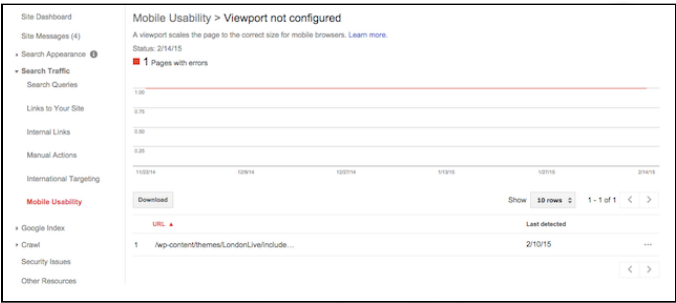 Site Dashboard
Site Messages (4)
Search Appearance
Search Traffic
Search Queries
Links to Your Site
Internal Links
Manual Actions
International Targeting
Mobile Usability
Google Index
Crawl
Security Issues
Other Resources
Mobile Usability > Viewport not configured
A viewport scales the page to the correct size for mobile browsers. Learn more.
Status: 2/14/15
1 Pages with errors
1.00
0.75
0.50
0.25
11/22/14 12/9/14 12/27/14 1/13/15 1/27/15 2/14/15
Download Show 10 rows 1 - 1 of 1
URL Last detected
1 /wp-content/themes/LondonLive/include... 2/10/15